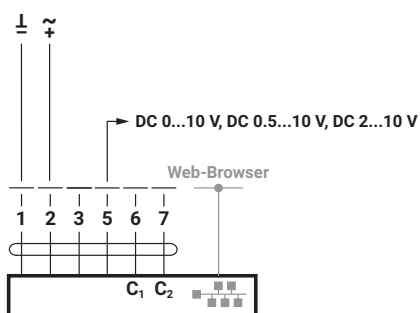 ⊥ ~
= +
DC 0...10 V, DC 0.5...10 V, DC 2...10 V
Web-Browser
1 2 3 5 6 7
C₁ C₂